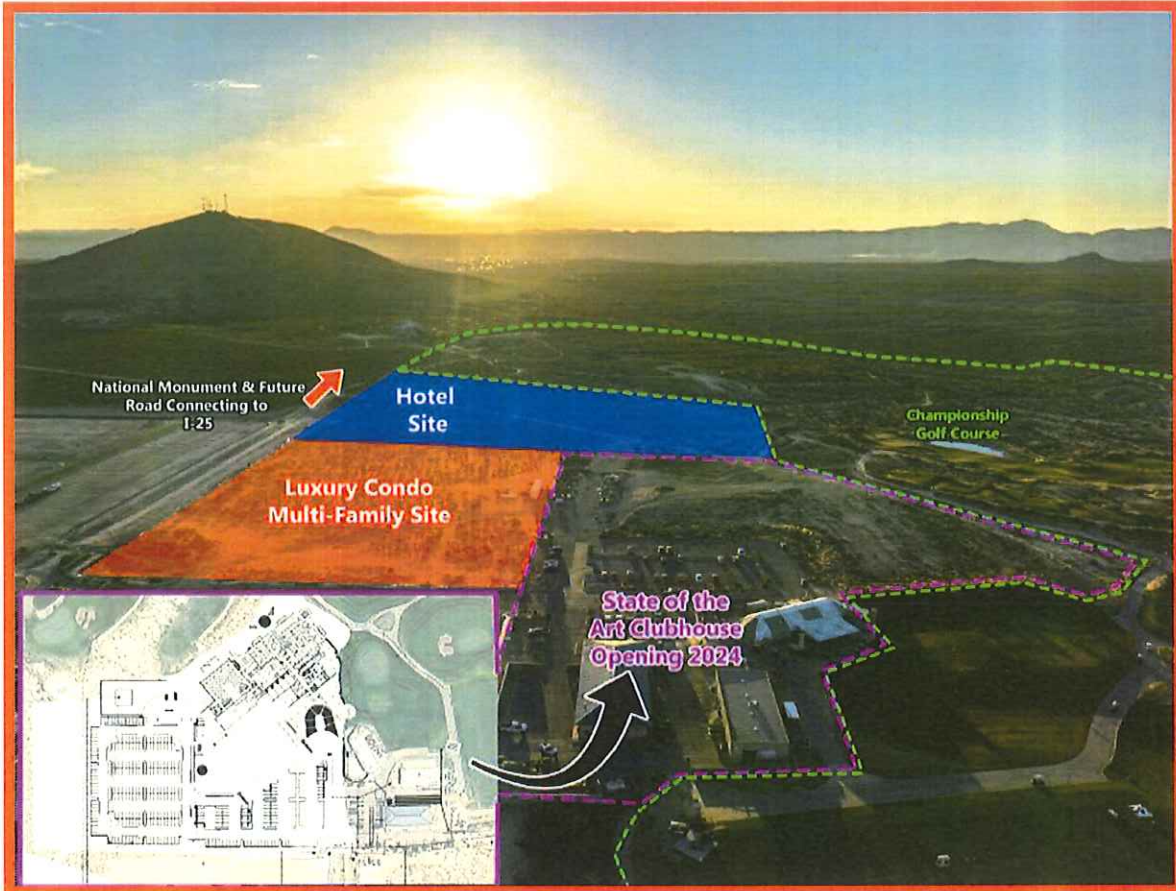 National Monument & Future
Road Connecting to
I-25
Hotel
Site
Championship
Golf Course
Luxury Condo
Multi-Family Site
State of the
Art Clubhouse
Opening 2024